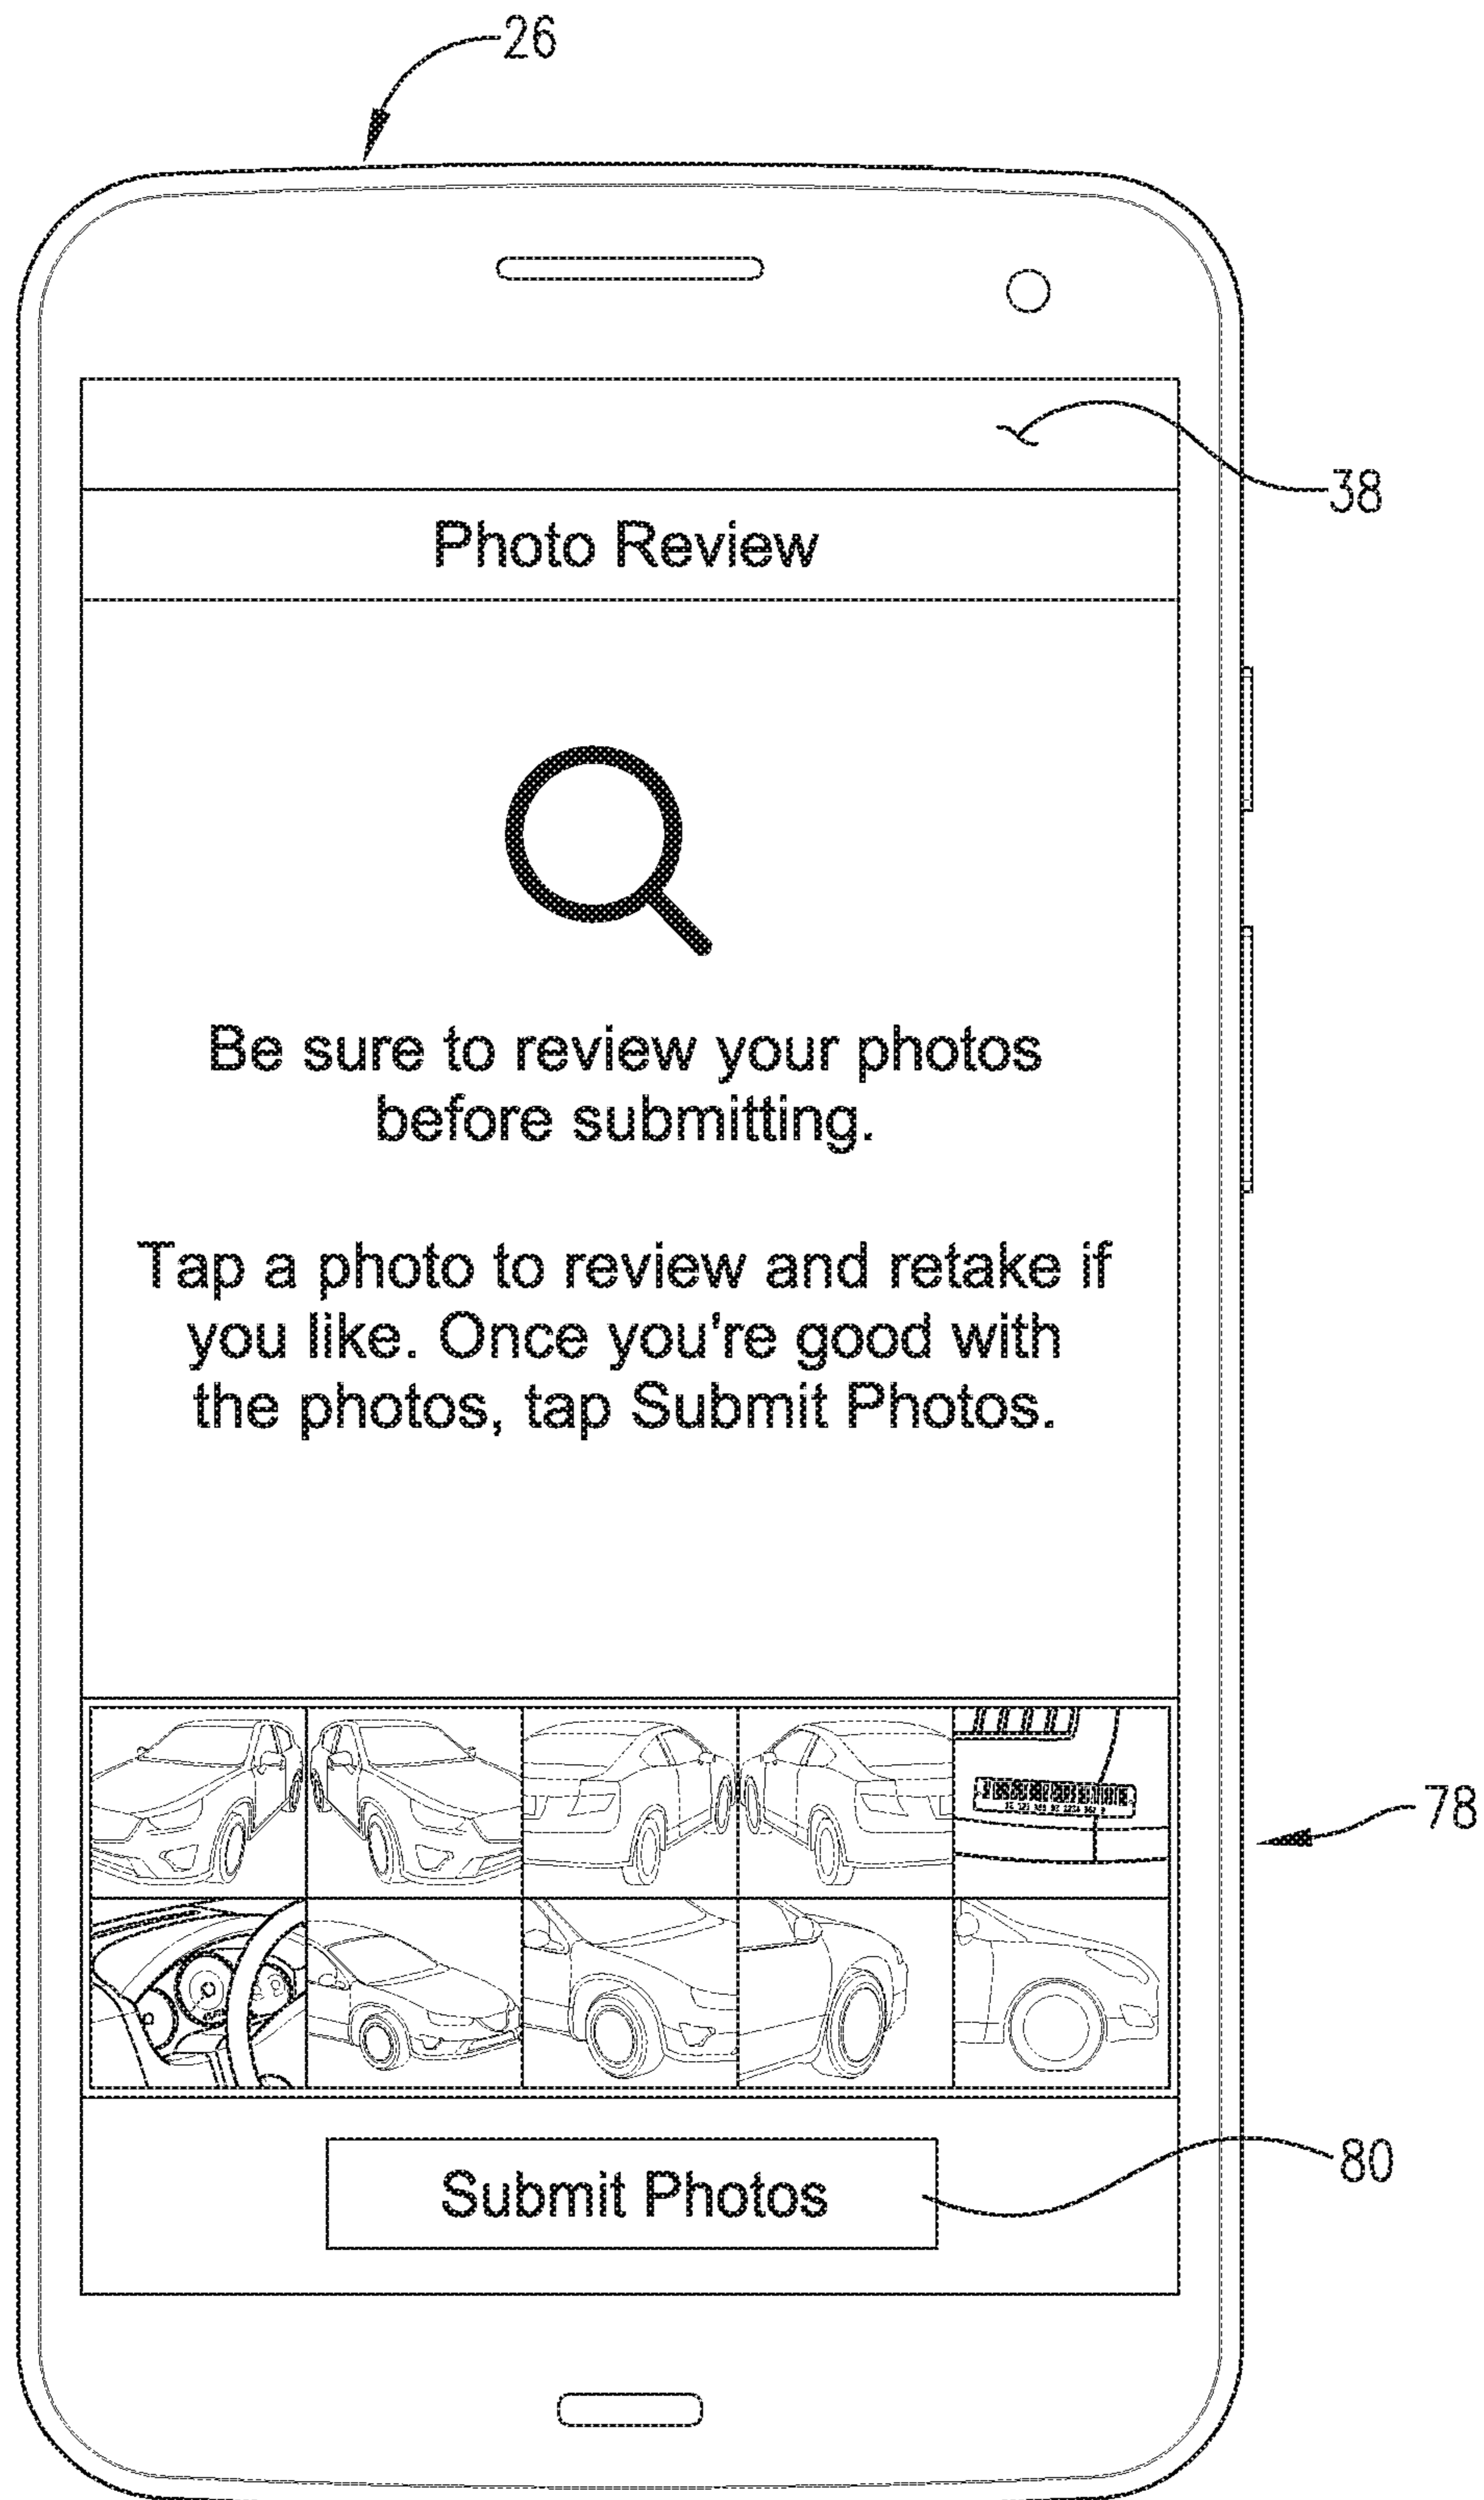 26
38
Photo Review
Be sure to review your photos
before submitting.
Tap a photo to review and retake if
you like. Once you're good with
the photos, tap Submit Photos.
78
Submit Photos
80